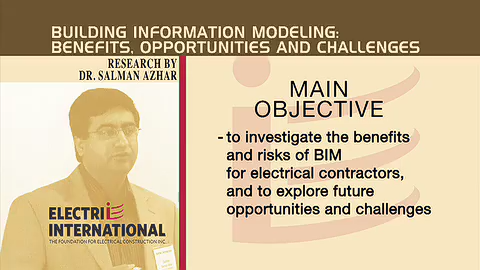 BUILDING INFORMATION MODELING:
BENEFITS, OPPORTUNITIES AND CHALLENGES
RESEARCH BY
DR. SALMAN AZHAR
MAIN
OBJECTIVE
- to investigate the benefits
and risks of BIM
for electrical contractors,
and to explore future
opportunities and challenges
ELECTRI
INTERNATIONAL
THE FOUNDATION FOR ELECTRICAL CONSTRUCTION INC.